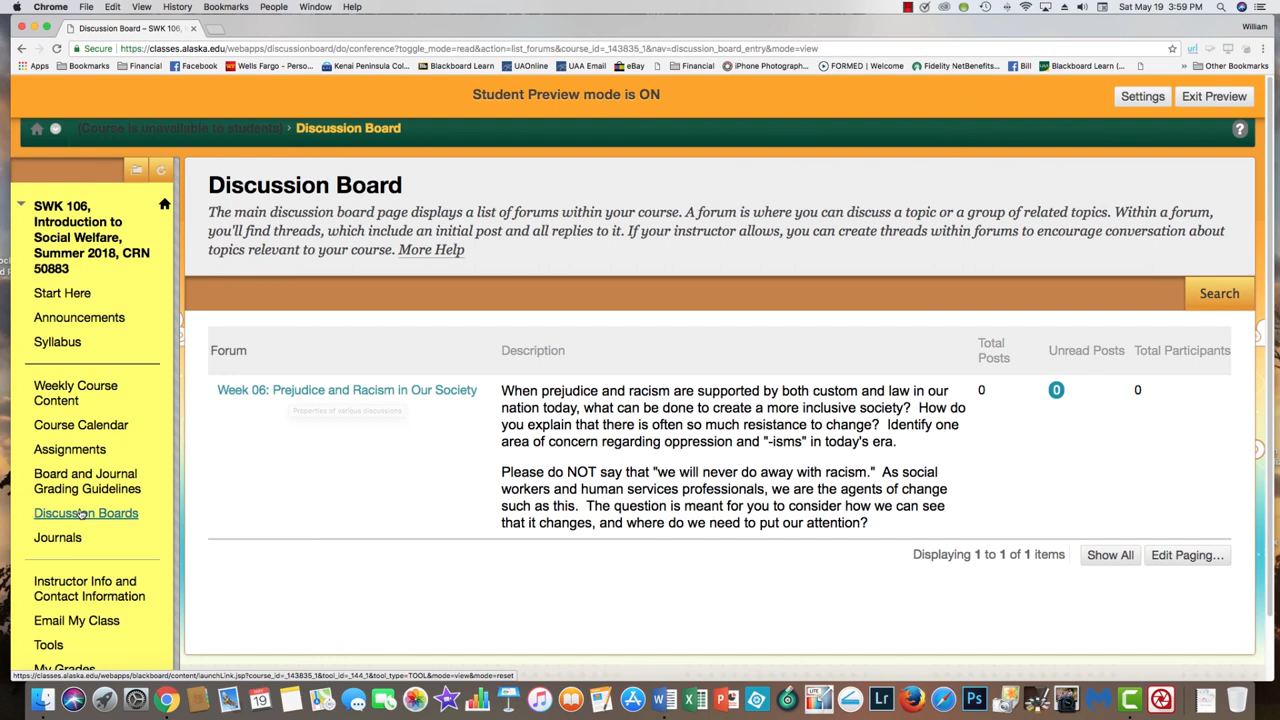 Chrome File Edit View History Bookmarks People Window Help
Sat May 19 3:59 PM
Discussion Board – SWK 106,
William
Secure https://classes.alaska.edu/webapps/discussionboard/do/conference?toggle_mode=read&action=list_forums&course_id=_143835_1&nav=discussion_board_entry&mode=view
Apps Bookmarks Financial Facebook Wells Fargo - Perso... Kenai Peninsula Col... Blackboard Learn UAOnline UAA Email eBay Financial iPhone Photograph... FORMED | Welcome Fidelity NetBenefits... Bill Blackboard Learn Other Bookmarks
Student Preview mode is ON
Settings Exit Preview
(Course is unavailable to students) Discussion Board
?
SWK 106,
Introduction to
Social Welfare,
Summer 2018, CRN
50883
Start Here
Announcements
Syllabus
Weekly Course
Content
Course Calendar
Assignments
Board and Journal
Grading Guidelines
Discussion Boards
Journals
Instructor Info and
Contact Information
Email My Class
Tools
My Grades
Discussion Board
The main discussion board page displays a list of forums within your course. A forum is where you can discuss a topic or a group of related topics. Within a forum,
you'll find threads, which include an initial post and all replies to it. If your instructor allows, you can create threads within forums to encourage conversation about
topics relevant to your course. More Help
Search
Forum Description Total Posts Unread Posts Total Participants
Week 06: Prejudice and Racism in Our Society
Properties of various discussions
When prejudice and racism are supported by both custom and law in our
nation today, what can be done to create a more inclusive society? How do
you explain that there is often so much resistance to change? Identify one
area of concern regarding oppression and "-isms" in today's era.
Please do NOT say that "we will never do away with racism." As social
workers and human services professionals, we are the agents of change
such as this. The question is meant for you to consider how we can see
that it changes, and where do we need to put our attention?
0 0 0
Displaying 1 to 1 of 1 items Show All Edit Paging...
https://classes.alaska.edu/webapps/blackboard/content/launchLink.jsp?course_id=_143835_1&tool_id=_144_1&tool_type=TOOL&mode=view&mode=reset